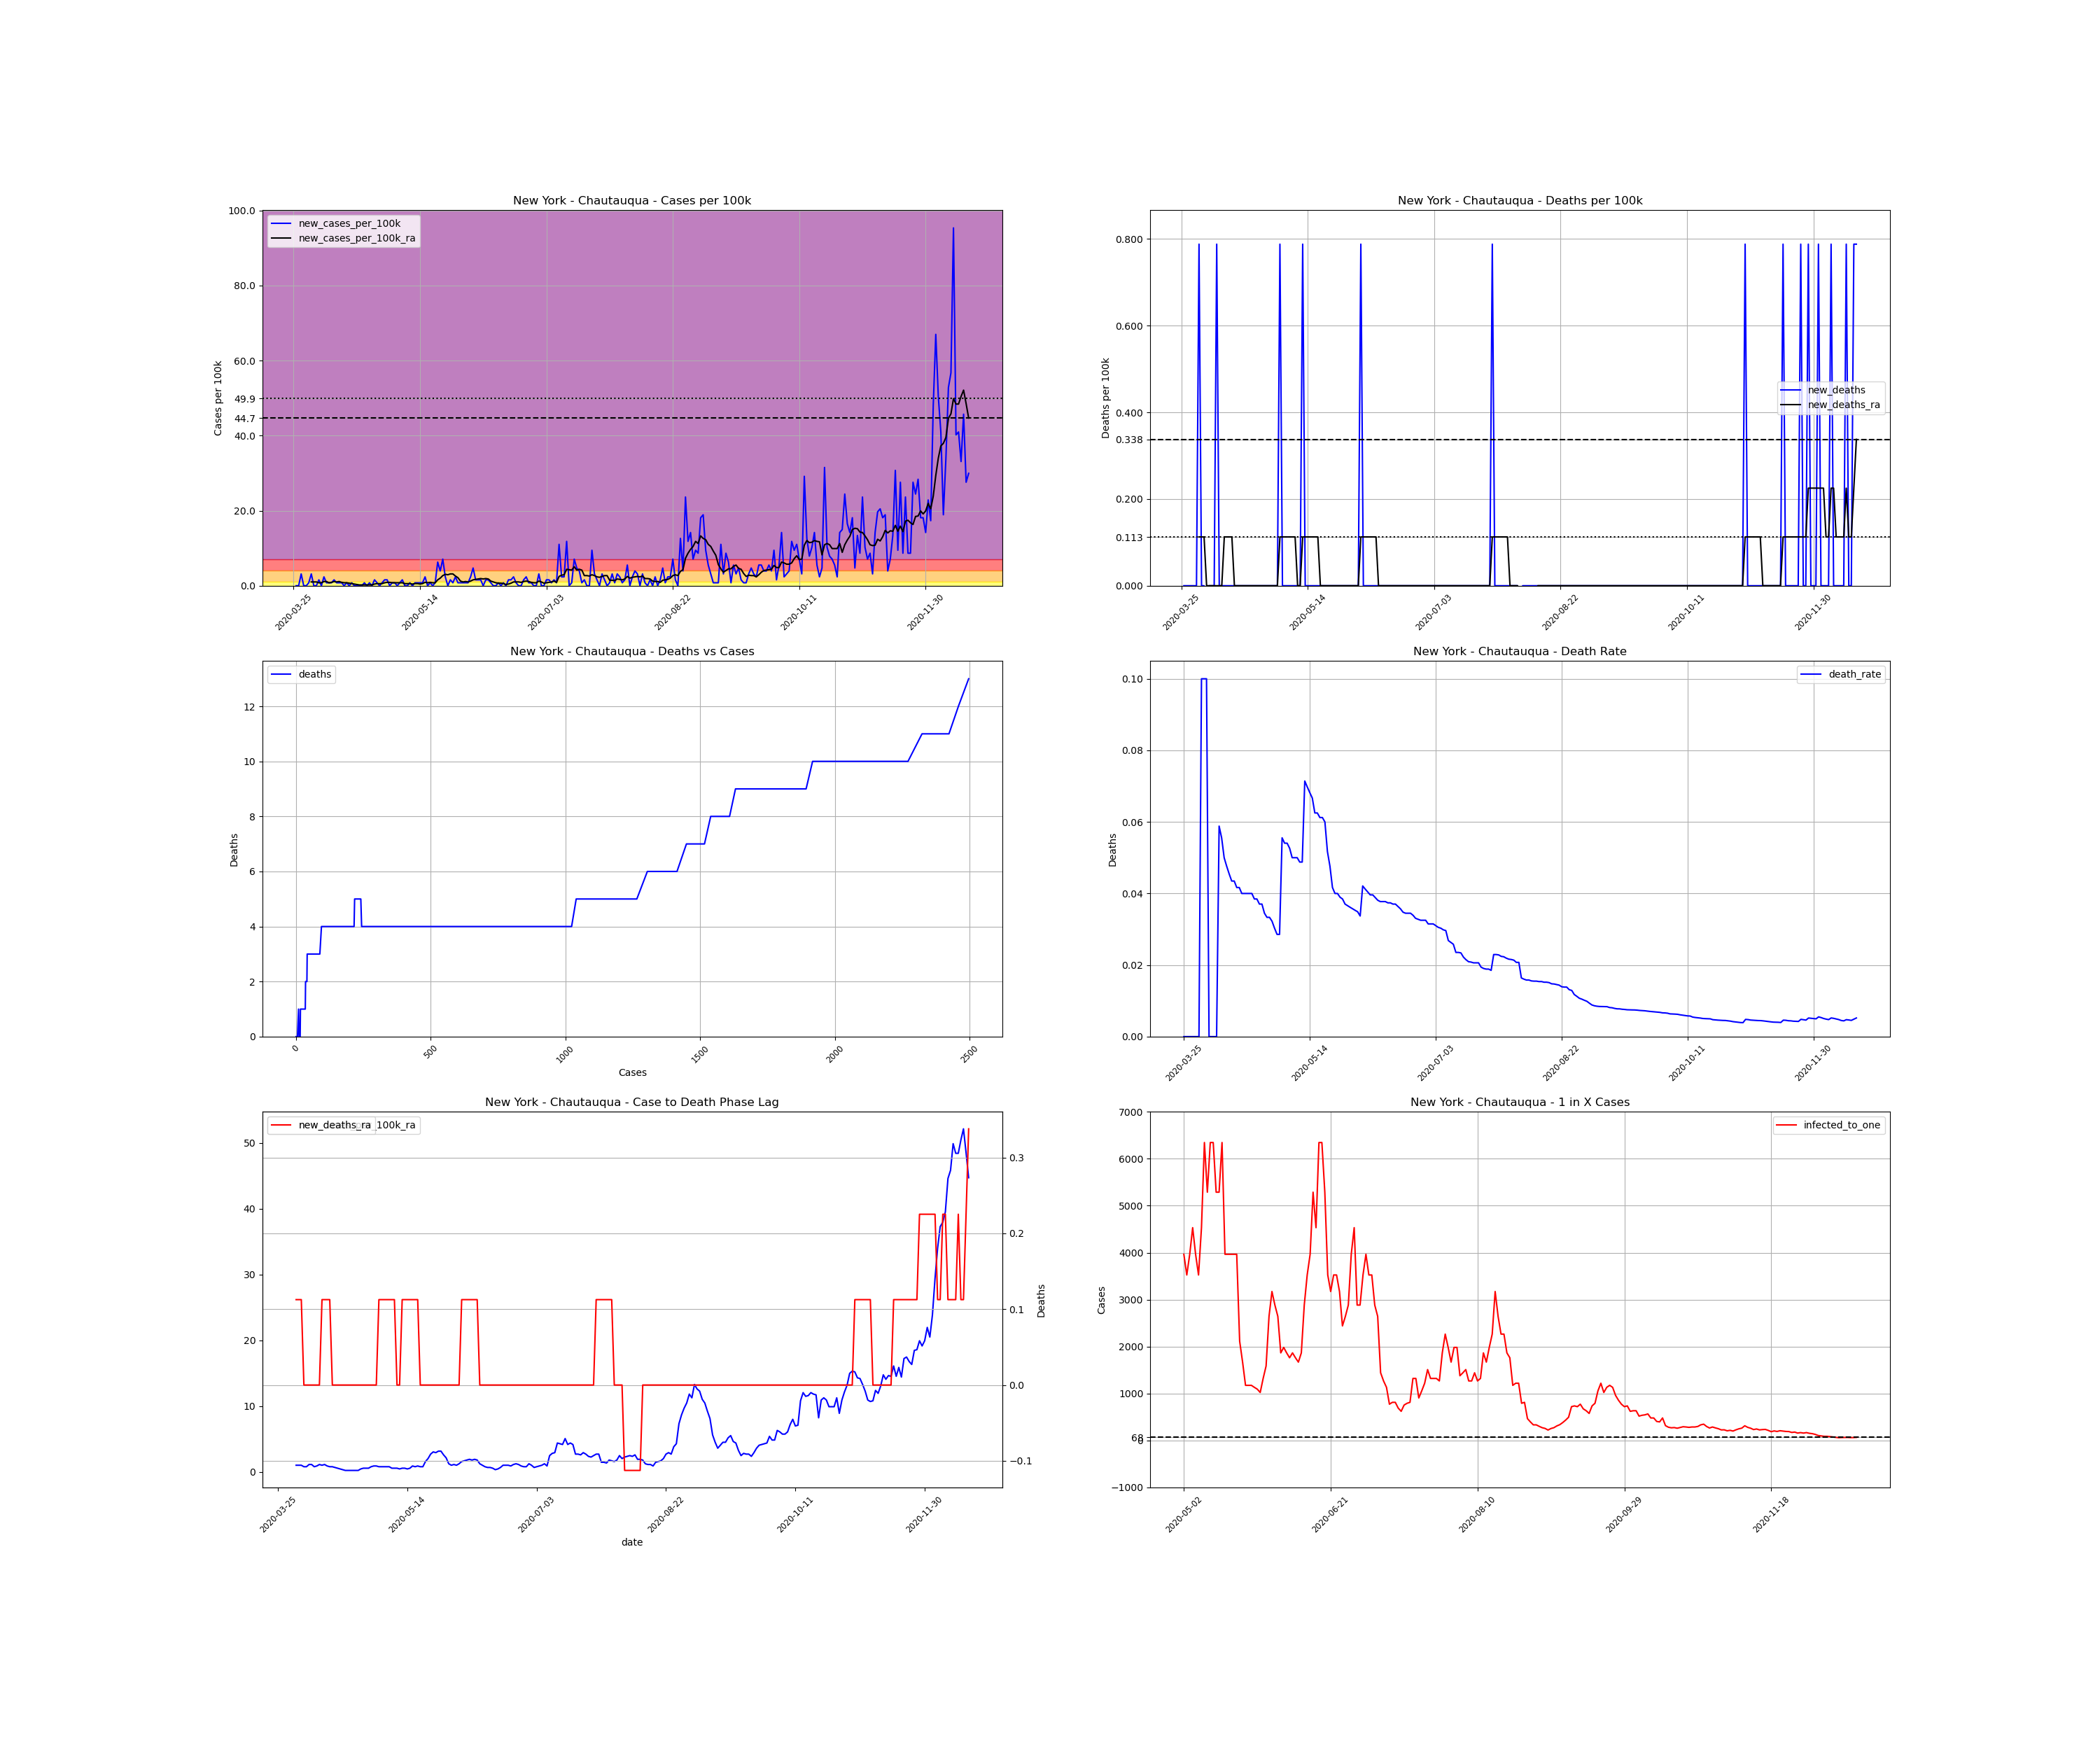 New York - Chautauqua - Cases per 100k
100.0
80.0
60.0
49.9
44.7
40.0
20.0
0.0
Cases per 100k
new_cases_per_100k
new_cases_per_100k_ra
2020-03-25 2020-05-14 2020-07-03 2020-08-22 2020-10-11 2020-11-30
New York - Chautauqua - Deaths per 100k
0.800
0.600
0.400
0.338
0.200
0.113
0.000
Deaths per 100k
new_deaths
new_deaths_ra
2020-03-25 2020-05-14 2020-07-03 2020-08-22 2020-10-11 2020-11-30
New York - Chautauqua - Deaths vs Cases
deaths
12
10
8
6
4
2
0
Deaths
0 500 1000 1500 2000 2500
Cases
New York - Chautauqua - Death Rate
death_rate
0.10
0.08
0.06
0.04
0.02
0.00
Deaths
2020-03-25 2020-05-14 2020-07-03 2020-08-22 2020-10-11 2020-11-30
New York - Chautauqua - Case to Death Phase Lag
new_deaths_ra
100k_ra
50
40
30
20
10
0
0.3
0.2
0.1
0.0
−0.1
Deaths
2020-03-25 2020-05-14 2020-07-03 2020-08-22 2020-10-11 2020-11-30
date
New York - Chautauqua - 1 in X Cases
infected_to_one
7000
6000
5000
4000
3000
2000
1000
0
−1000
Cases
2020-05-02 2020-06-21 2020-08-10 2020-09-29 2020-11-18